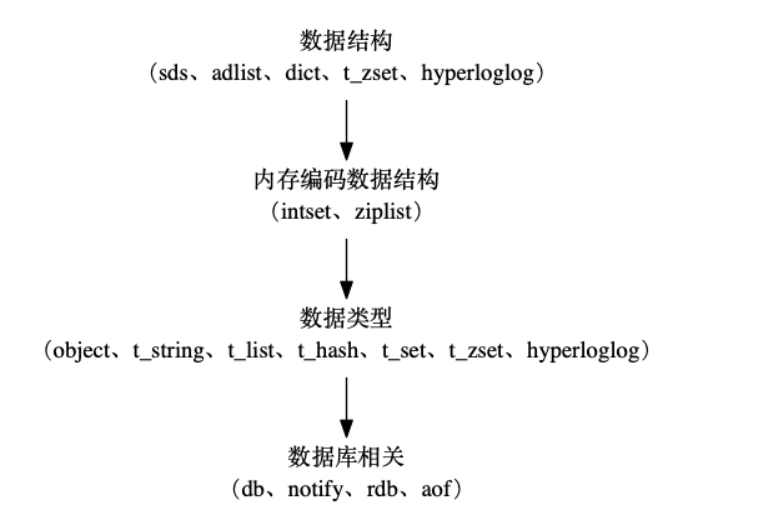 数据结构
（sds、adlist、dict、t_zset、hyperloglog）
内存编码数据结构
（intset、ziplist）
数据类型
（object、t_string、t_list、t_hash、t_set、t_zset、hyperloglog）
数据库相关
（db、notify、rdb、aof）